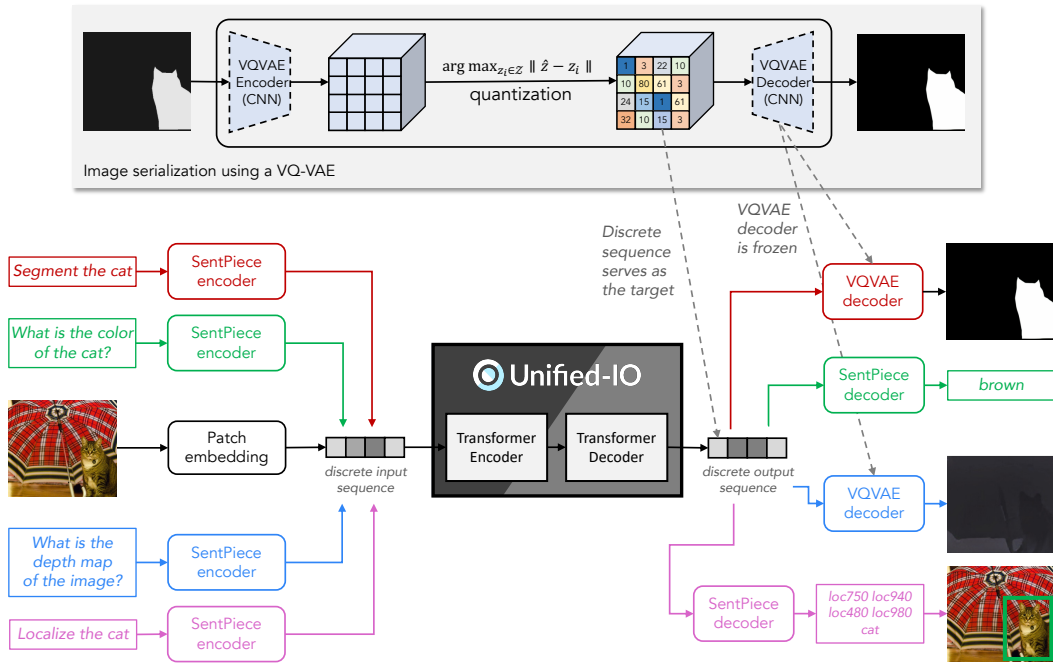 VQVAE
Encoder
(CNN)
arg max_{z_i∈Z} ‖ ẑ − z_i ‖
quantization
1 3 22 10
10 80 61 3
24 15 1 61
32 10 15 3
VQVAE
Decoder
(CNN)
Image serialization using a VQ-VAE
Discrete
sequence
serves as
the target
VQVAE
decoder
is frozen
Segment the cat
SentPiece
encoder
VQVAE
decoder
What is the color
of the cat?
SentPiece
encoder
Unified-IO
SentPiece
decoder
brown
Patch
embedding
discrete input
sequence
Transformer
Encoder
Transformer
Decoder
discrete output
sequence
VQVAE
decoder
What is the
depth map
of the image?
SentPiece
encoder
Localize the cat
SentPiece
encoder
SentPiece
decoder
loc750 loc940
loc480 loc980
cat